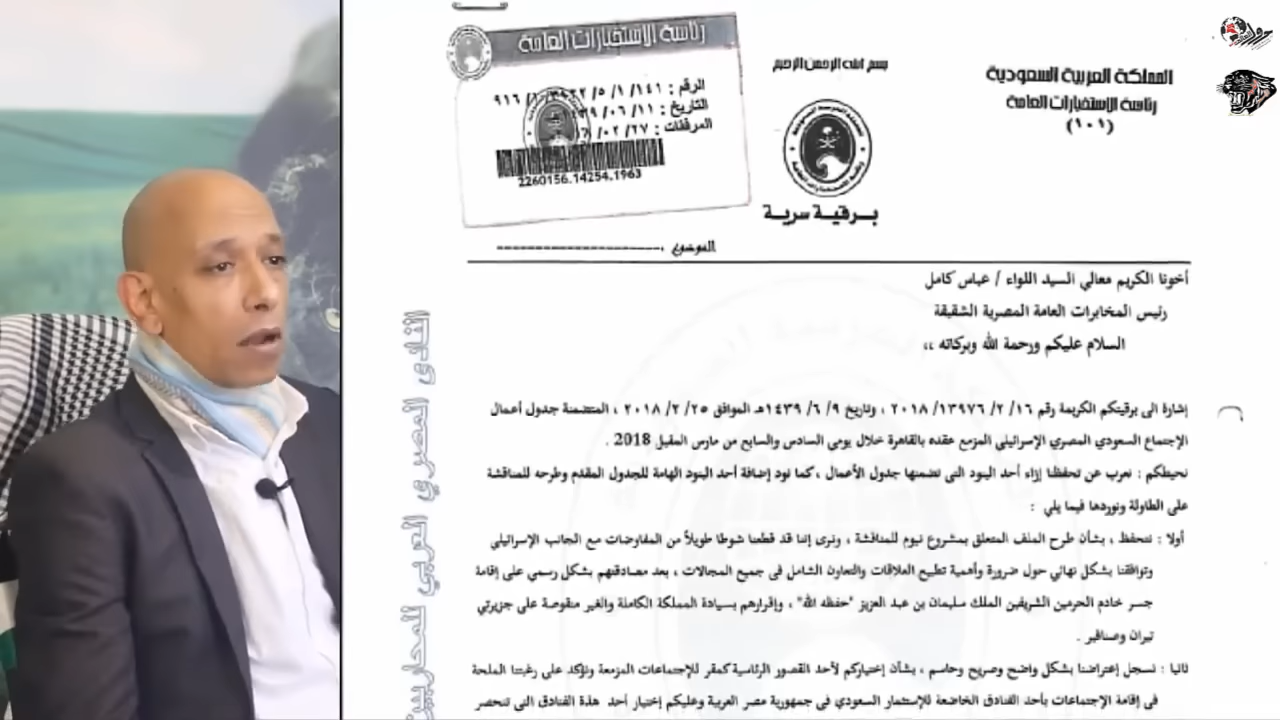 المملكة العربية السعودية
رئاسة الاستخبارات العامة
(١٠١)
بسم الله الرحمن الرحيم
برقية سرية
رئاسة الاستخبارات العامة
الرقم :
التاريخ :
المرفقات :
2260156.14254.1963
الموضوع :
أخونا الكريم معالي السيد اللواء / عباس كامل
رئيس المخابرات العامة المصرية الشقيقة
السلام عليكم ورحمة الله وبركاته ،،
إشارة الى برقيتكم الكريمة رقم ١٦/ ٢/ ١٣٩٧٦/ ٢٠١٨ ، وتاريخ ٩/ ٦/ ١٤٣٩هـ الموافق ٢٥/ ٢/ ٢٠١٨ ، المتضمنة جدول أعمال
الإجتماع السعودي المصري الإسرائيلي المزمع عقده بالقاهرة خلال يومي السادس والسابع من مارس المقبل 2018 .
نحيطكم : نعرب عن تحفظنا إزاء أحد البنود التي تضمنها جدول الأعمال ، كما نود إضافة أحد البنود الهامة للجدول المقدم وطرحه للمناقشة
على الطاولة ونوردها فيما يلي :
أولا : نتحفظ ، بشأن طرح الملف المتعلق بمشروع نيوم للمناقشة ، ونرى إننا قد قطعنا شوطا طويلاً من المفاوضات مع الجانب الإسرائيلي
وتوافقنا بشكل نهائي حول ضرورة وأهمية تطبيع العلاقات والتعاون الشامل فى جميع المجالات ، بعد مصادقتهم بشكل رسمي على إقامة
جسر خادم الحرمين الشريفين الملك سليمان بن عبد العزيز "حفظه الله" ، وإقرارهم بسيادة المملكة الكاملة والغير منقوصة على جزيرتي
تيران وصنافير .
ثانيا : نسجل إعتراضنا بشكل واضح وصريح وحاسم ، بشأن إختياركم لأحد القصور الرئاسية كمقر للإجتماعات المزمعة ونؤكد على رغبتنا الملحة
فى إقامة الإجتماعات بأحد الفنادق الخاضعة للإستثمار السعودي فى جمهورية مصر العربية وعليكم إختيار أحد هذة الفنادق التى تنحصر
النادى المصري العربي للمحاربين